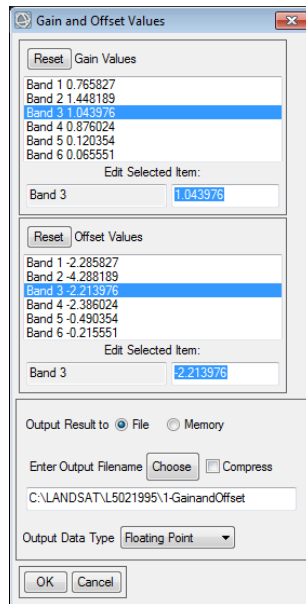 Gain and Offset Values
Reset Gain Values
Band 1 0.765827
Band 2 1.448189
Band 3 1.043976
Band 4 0.876024
Band 5 0.120354
Band 6 0.065551
Edit Selected Item:
Band 3 1.043976
Reset Offset Values
Band 1 -2.285827
Band 2 -4.288189
Band 3 -2.213976
Band 4 -2.386024
Band 5 -0.490354
Band 6 -0.215551
Edit Selected Item:
Band 3 -2.213976
Output Result to File Memory
Enter Output Filename Choose Compress
C:\LANDSAT\L5021995\1-GainandOffset
Output Data Type Floating Point
OK Cancel